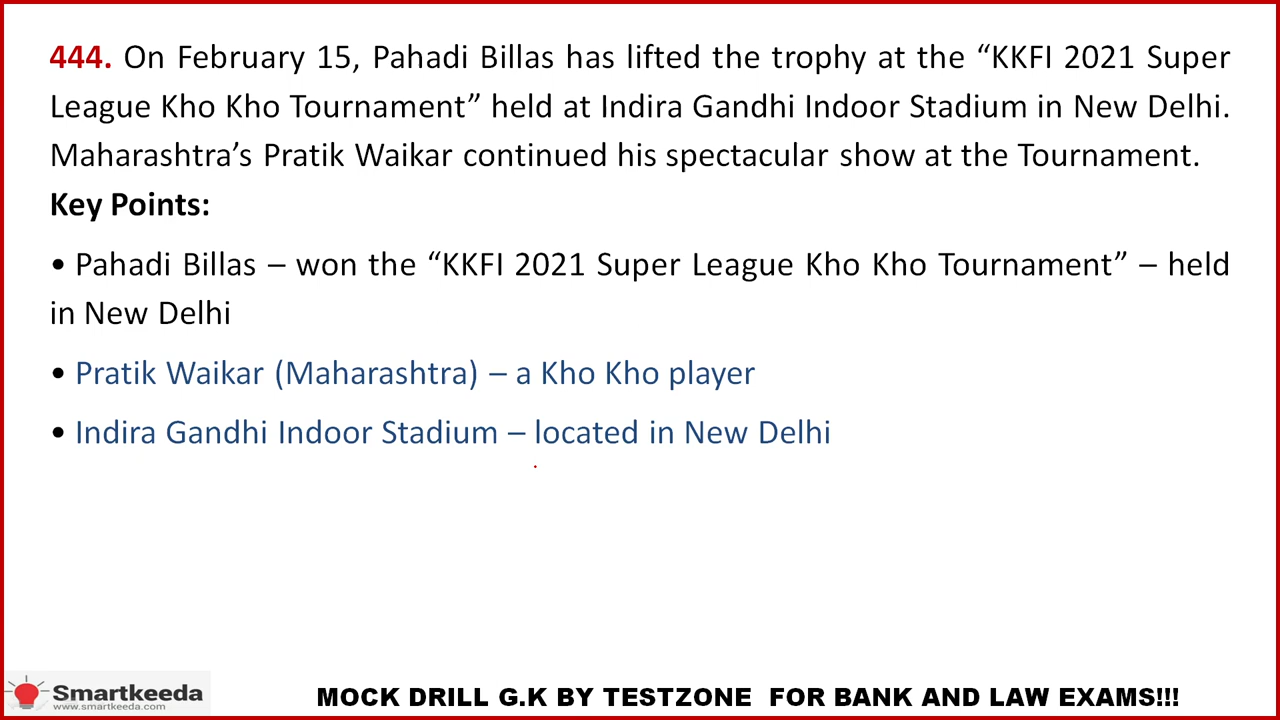 444. On February 15, Pahadi Billas has lifted the trophy at the “KKFI 2021 Super
League Kho Kho Tournament” held at Indira Gandhi Indoor Stadium in New Delhi.
Maharashtra’s Pratik Waikar continued his spectacular show at the Tournament.
Key Points:
• Pahadi Billas – won the “KKFI 2021 Super League Kho Kho Tournament” – held
in New Delhi
• Pratik Waikar (Maharashtra) – a Kho Kho player
• Indira Gandhi Indoor Stadium – located in New Delhi
Smartkeeda
www.smartkeeda.com
MOCK DRILL G.K BY TESTZONE FOR BANK AND LAW EXAMS!!!